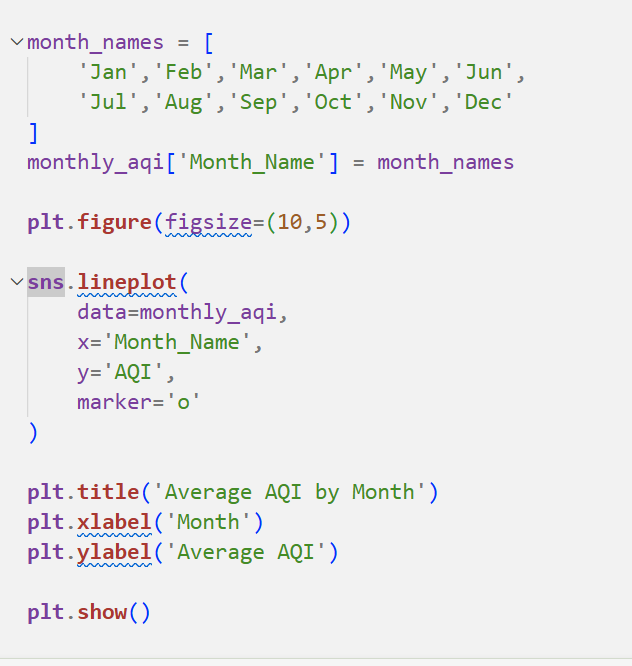 month_names = [
    'Jan','Feb','Mar','Apr','May','Jun',
    'Jul','Aug','Sep','Oct','Nov','Dec'
]
monthly_aqi['Month_Name'] = month_names

plt.figure(figsize=(10,5))

sns.lineplot(
    data=monthly_aqi,
    x='Month_Name',
    y='AQI',
    marker='o'
)

plt.title('Average AQI by Month')
plt.xlabel('Month')
plt.ylabel('Average AQI')

plt.show()